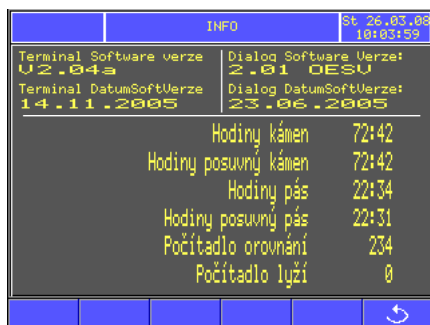 INFO
St 26.03.08
10:03:59
Terminal Software verze
V2.04a
Dialog Software Verze:
2.01 OESV
Terminal DatumSoftVerze
14.11.2005
Dialog DatumSoftVerze:
23.06.2005
Hodiny kámen 72:42
Hodiny posuvný kámen 72:42
Hodiny pás 22:34
Hodiny posuvný pás 22:31
Počítadlo orovnání 234
Počítadlo lyží 0